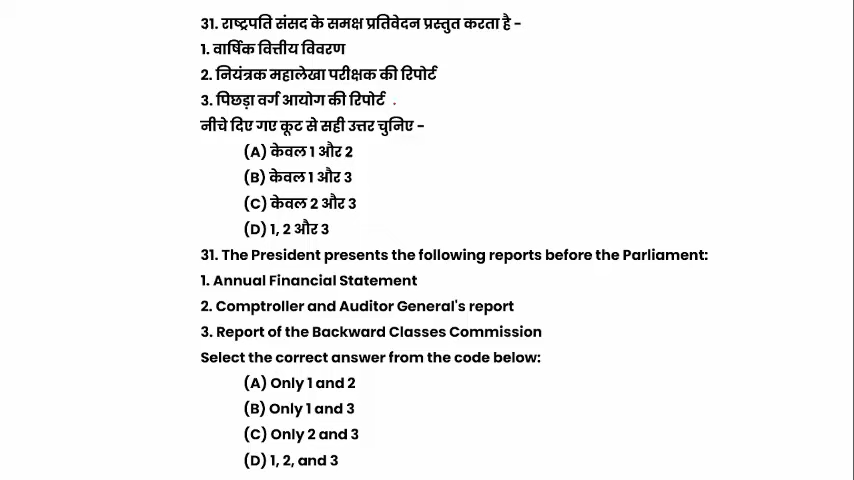 31. राष्ट्रपति संसद के समक्ष प्रतिवेदन प्रस्तुत करता है –
1. वार्षिक वित्तीय विवरण
2. नियंत्रक महालेखा परीक्षक की रिपोर्ट
3. पिछड़ा वर्ग आयोग की रिपोर्ट
नीचे दिए गए कूट से सही उत्तर चुनिए –
(A) केवल 1 और 2
(B) केवल 1 और 3
(C) केवल 2 और 3
(D) 1, 2 और 3
31. The President presents the following reports before the Parliament:
1. Annual Financial Statement
2. Comptroller and Auditor General's report
3. Report of the Backward Classes Commission
Select the correct answer from the code below:
(A) Only 1 and 2
(B) Only 1 and 3
(C) Only 2 and 3
(D) 1, 2, and 3